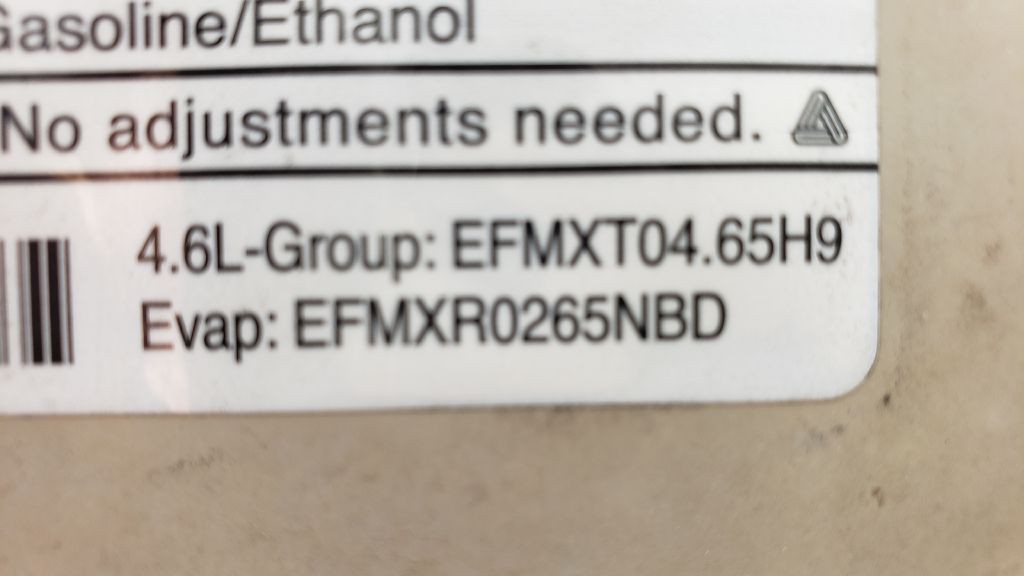 Gasoline/Ethanol
No adjustments needed.
4.6L-Group: EFMXT04.65H9
Evap: EFMXR0265NBD